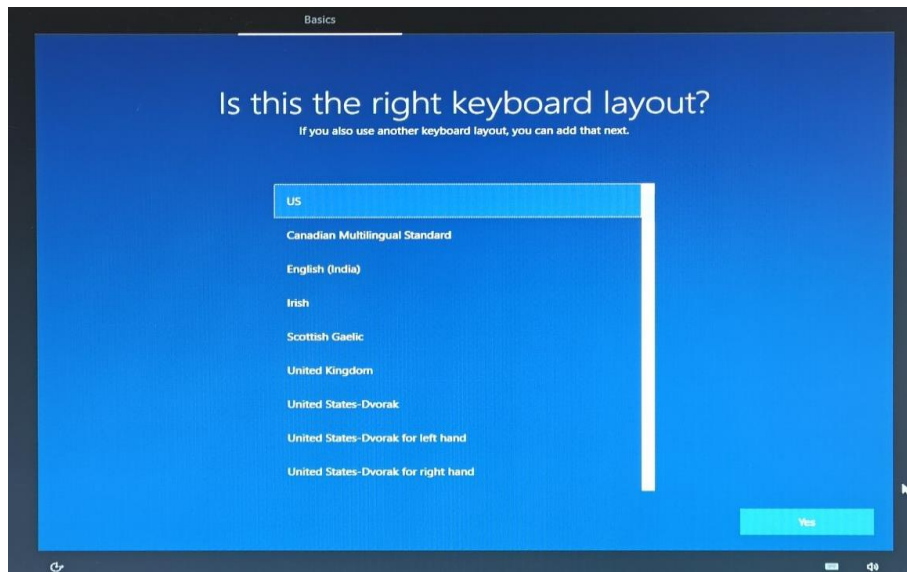 Basics
Is this the right keyboard layout?
If you also use another keyboard layout, you can add that next.
US
Canadian Multilingual Standard
English (India)
Irish
Scottish Gaelic
United Kingdom
United States-Dvorak
United States-Dvorak for left hand
United States-Dvorak for right hand
Yes